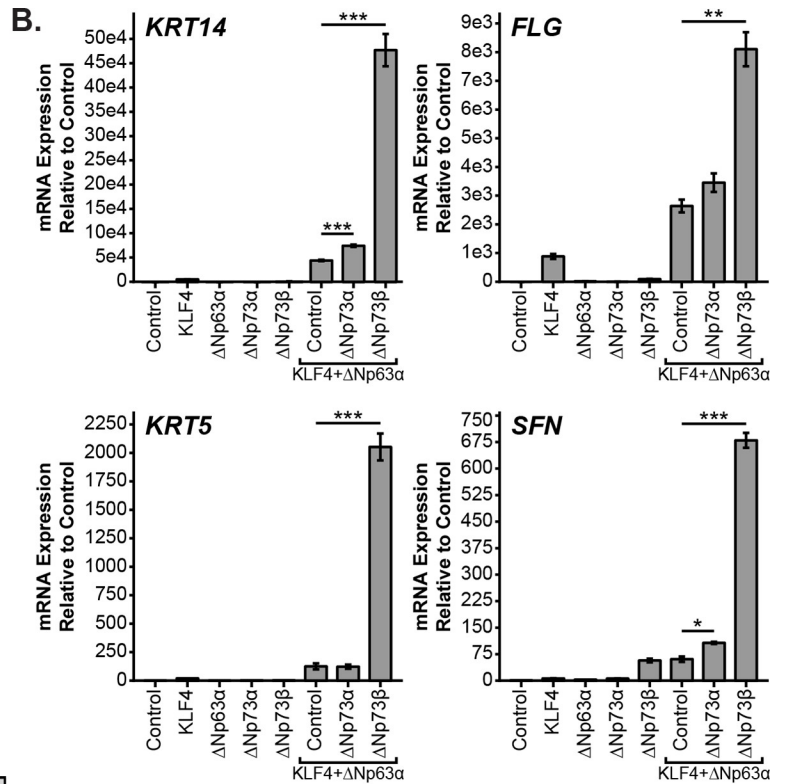 B.
KRT14
mRNA Expression
Relative to Control
50e4
45e4
40e4
35e4
30e4
25e4
20e4
15e4
10e4
5e4
0
***
***
Control
KLF4
ΔNp63α
ΔNp73α
ΔNp73β
Control
ΔNp73α
ΔNp73β
KLF4+ΔNp63α
FLG
mRNA Expression
Relative to Control
9e3
8e3
7e3
6e3
5e3
4e3
3e3
2e3
1e3
0
**
Control
KLF4
ΔNp63α
ΔNp73α
ΔNp73β
Control
ΔNp73α
ΔNp73β
KLF4+ΔNp63α
KRT5
mRNA Expression
Relative to Control
2250
2000
1750
1500
1250
1000
750
500
250
0
***
Control
KLF4
ΔNp63α
ΔNp73α
ΔNp73β
Control
ΔNp73α
ΔNp73β
KLF4+ΔNp63α
SFN
mRNA Expression
Relative to Control
750
675
600
525
450
375
300
225
150
75
0
***
*
Control
KLF4
ΔNp63α
ΔNp73α
ΔNp73β
Control
ΔNp73α
ΔNp73β
KLF4+ΔNp63α